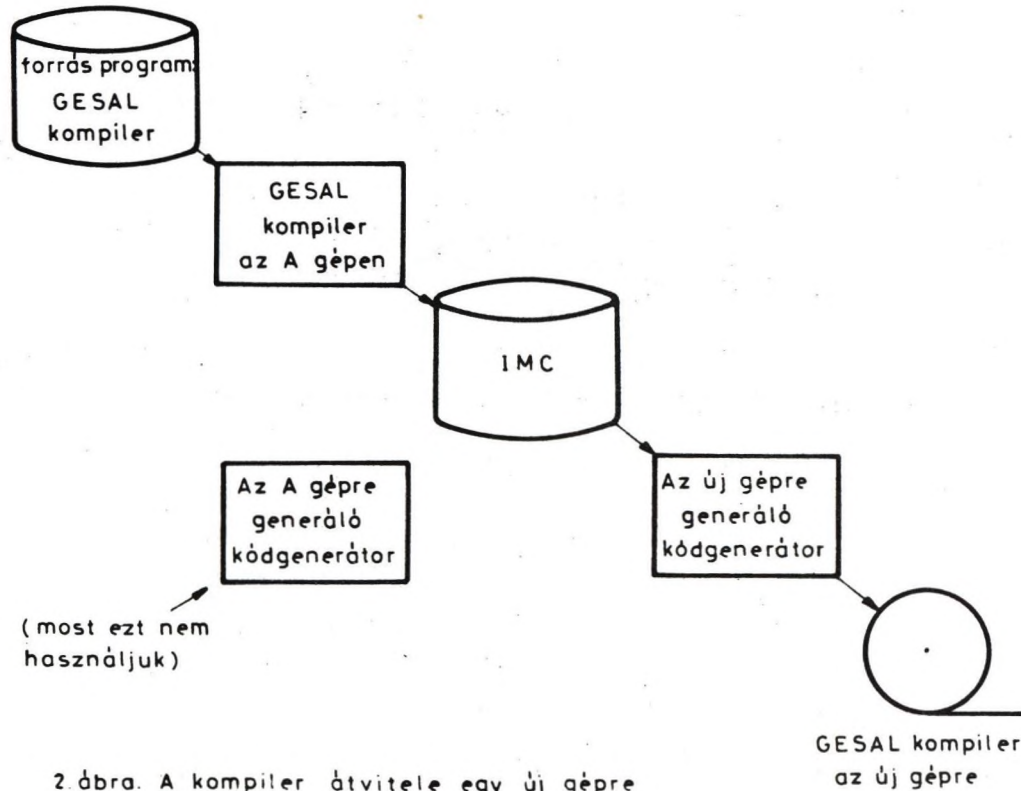 forrás program:
GESAL
kompiler
GESAL
kompiler
az A gépen
IMC
Az A gépre
generáló
kódgenerátor
(most ezt nem
használjuk)
Az új gépre
generáló
kódgenerátor
GESAL kompiler
az új gépre
2. ábra. A kompiler átvitele egy új gépre